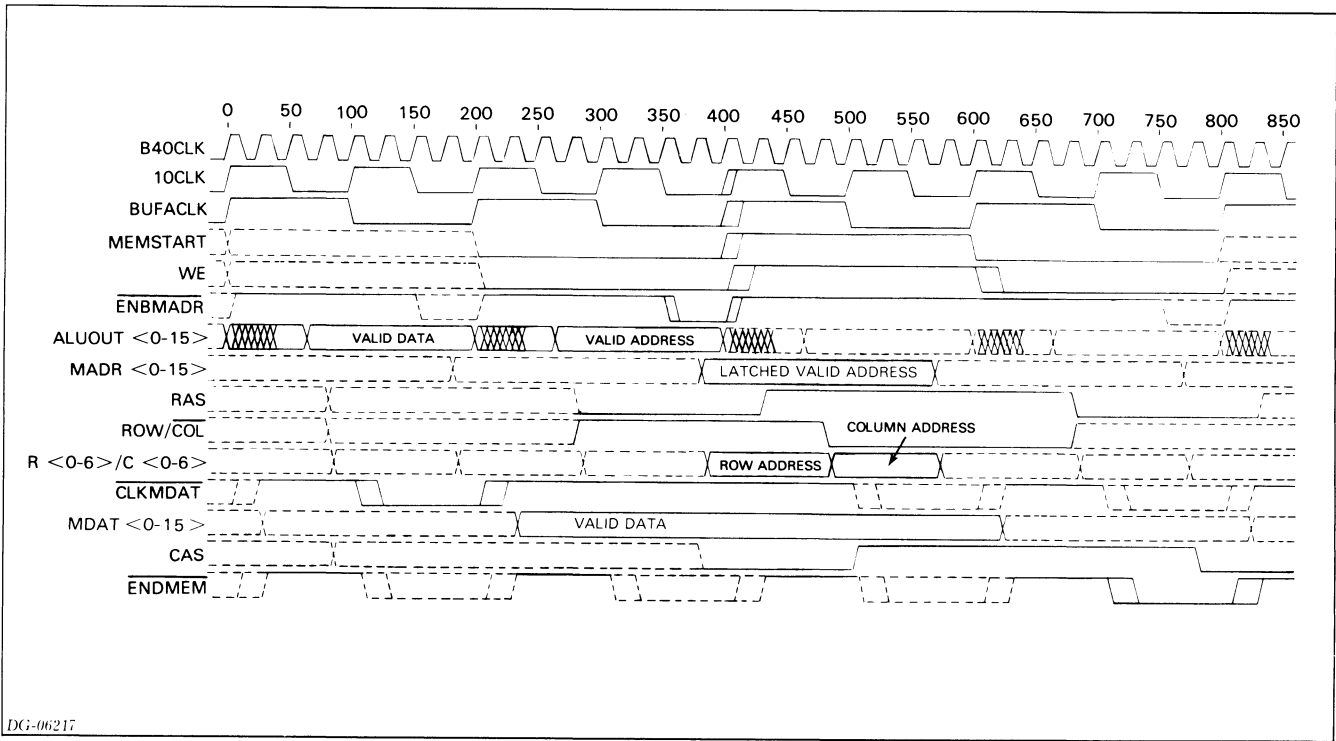 0 50 100 150 200 250 300 350 400 450 500 550 600 650 700 750 800 850
B40CLK
10CLK
BUFACLK
MEMSTART
WE
ENBMADR
ALUOUT <0-15> VALID DATA VALID ADDRESS
MADR <0-15> LATCHED VALID ADDRESS
RAS
ROW/COL COLUMN ADDRESS
R <0-6>/C <0-6> ROW ADDRESS
CLKMDAT
MDAT <0-15> VALID DATA
CAS
ENDMEM
DG-06217